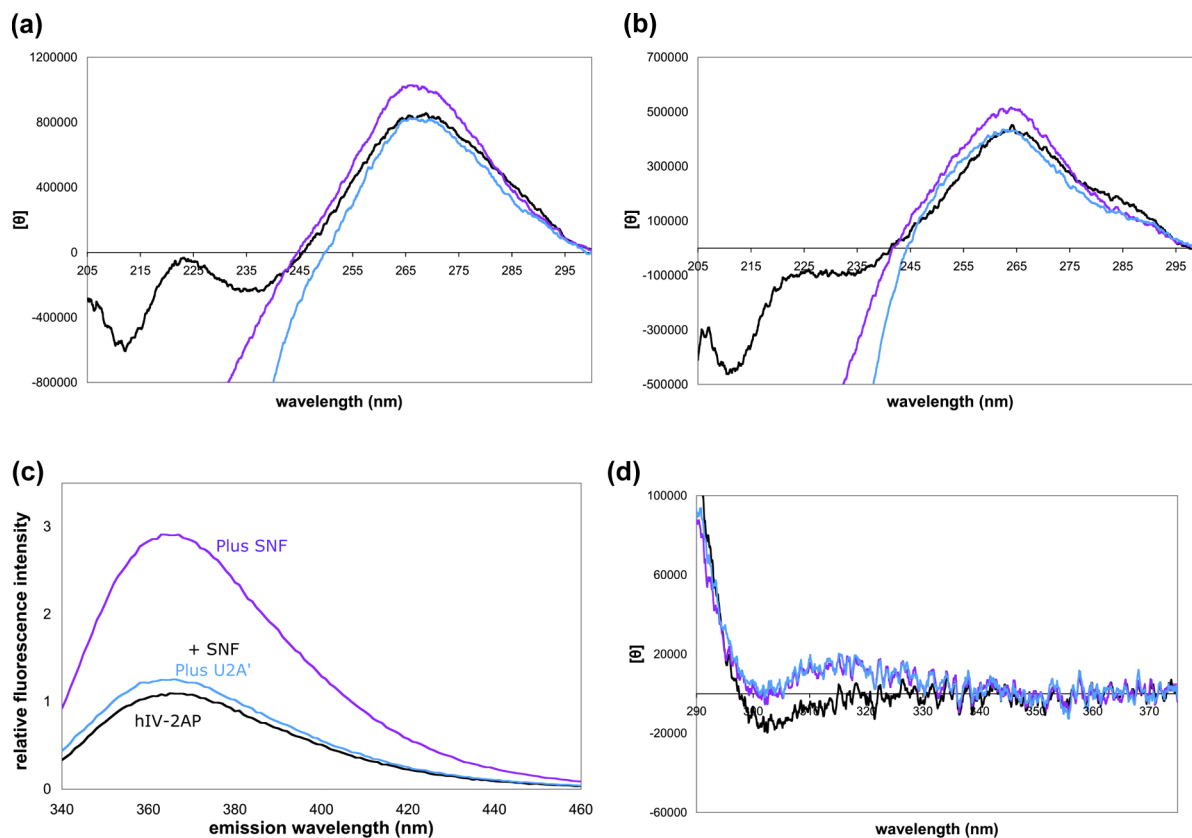 (a)
1200000
800000
400000
0
-400000
-800000
[θ]
205 215 225 235 245 255 265 275 285 295
wavelength (nm)
(b)
700000
500000
300000
100000
-100000
-300000
-500000
[θ]
205 215 225 235 245 255 265 275 285 295
wavelength (nm)
(c)
3
2
1
0
relative fluorescence intensity
Plus SNF
+ SNF
Plus U2A'
hIV-2AP
340 360 380 400 420 440 460
emission wavelength (nm)
(d)
100000
60000
20000
-20000
-60000
[θ]
290 300 310 320 330 340 350 360 370
wavelength (nm)